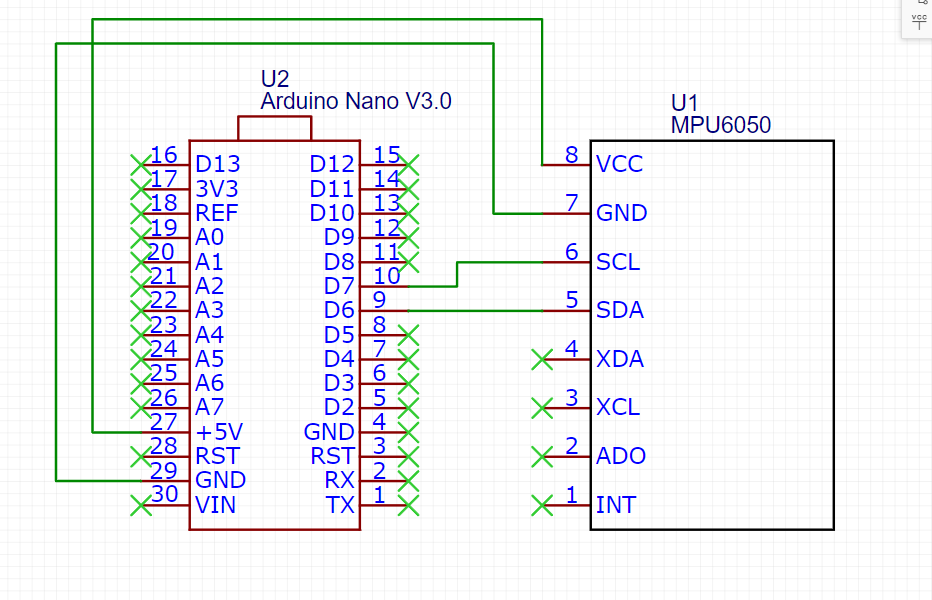 vcc
U2
Arduino Nano V3.0
U1
MPU6050
16 D13 D12 15
17 3V3 D11 14
18 REF D10 13
19 A0 D9 12
20 A1 D8 11
21 A2 D7 10
22 A3 D6 9
23 A4 D5 8
24 A5 D4 7
25 A6 D3 6
26 A7 D2 5
27 +5V GND 4
28 RST RST 3
29 GND RX 2
30 VIN TX 1
8 VCC
7 GND
6 SCL
5 SDA
4 XDA
3 XCL
2 ADO
1 INT